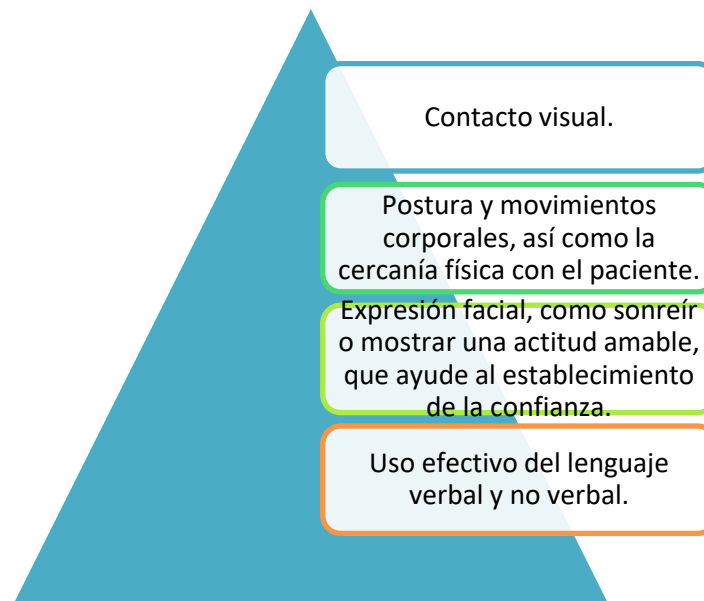 Contacto visual.
Postura y movimientos
corporales, así como la
cercanía física con el paciente.
Expresión facial, como sonreír
o mostrar una actitud amable,
que ayude al establecimiento
de la confianza.
Uso efectivo del lenguaje
verbal y no verbal.